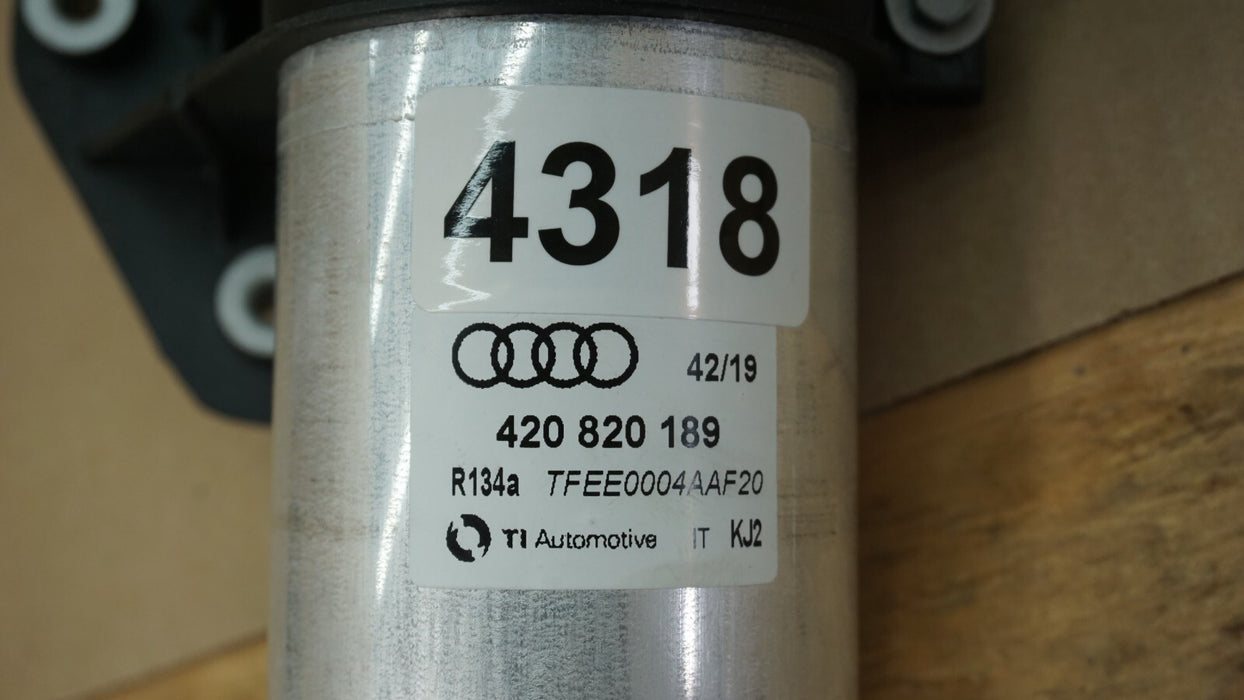 4318
42/19
420 820 189
R134a TFEE0004AAF20
TI Automotive IT KJ2